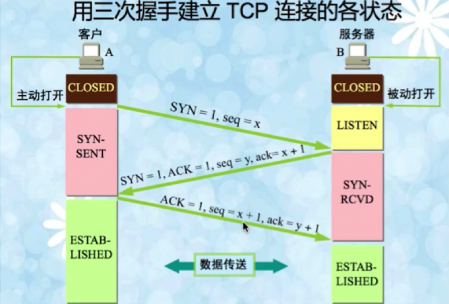 用三次握手建立 TCP 连接的各状态
客户
服务器
A
B
主动打开
CLOSED
CLOSED
被动打开
SYN = 1, seq = x
LISTEN
SYN-
SENT
SYN = 1, ACK = 1, seq = y, ack= x + 1
SYN-
RCVD
ACK = 1, seq = x + 1, ack = y + 1
ESTAB-
LISHED
数据传送
ESTAB-
LISHED